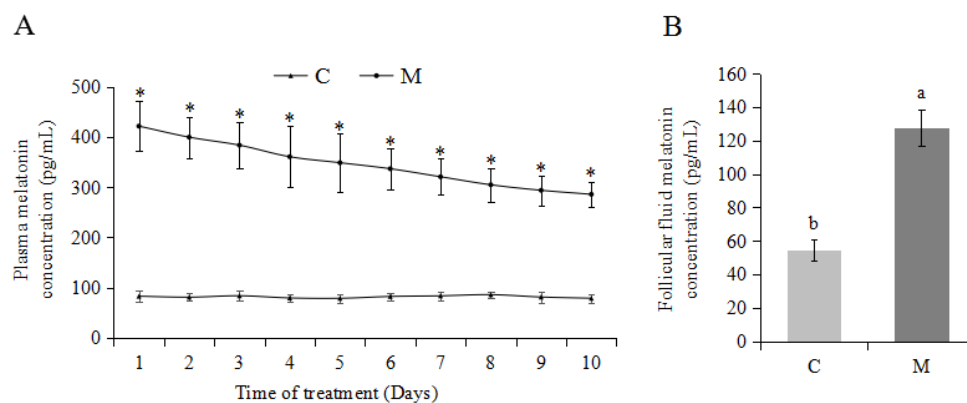 A
C M
Plasma melatonin
concentration (pg/mL)
500
400
300
200
100
0
* * * * * * * * * *
1 2 3 4 5 6 7 8 9 10
Time of treatment (Days)
B
Follicular fluid melatonin
concentration (pg/mL)
160
140
120
100
80
60
40
20
0
b
a
C M